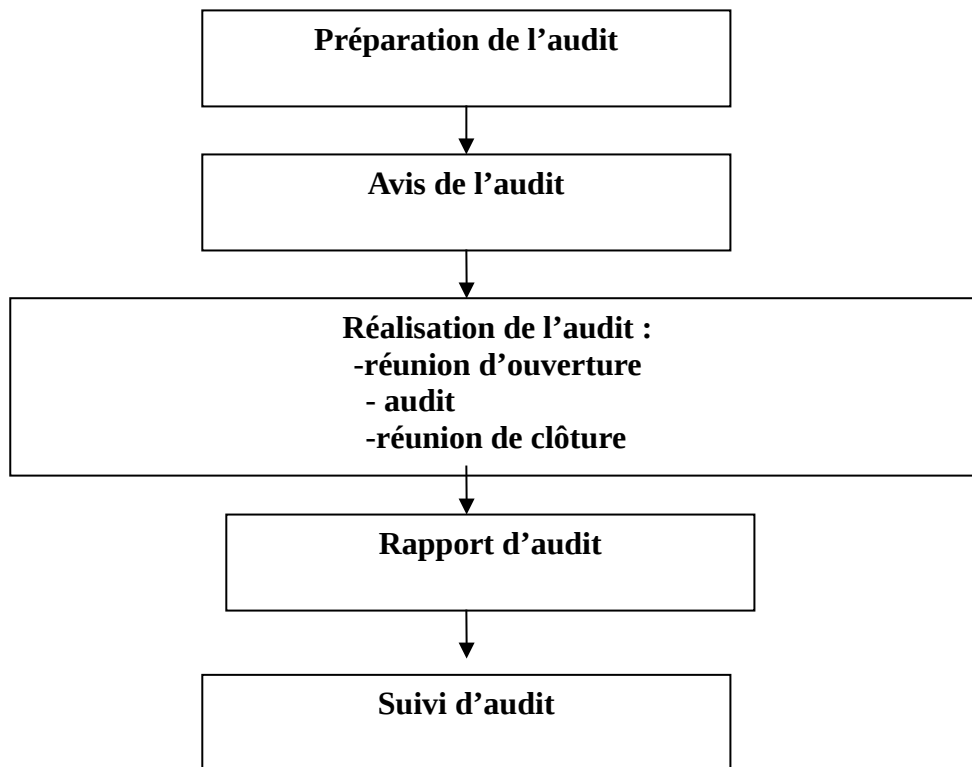 Préparation de l’audit
Avis de l’audit
Réalisation de l’audit :
-réunion d’ouverture
- audit
-réunion de clôture
Rapport d’audit
Suivi d’audit